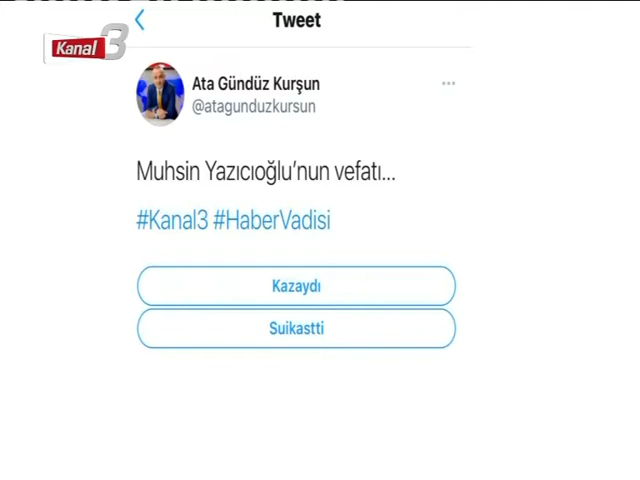 Tweet
Kanal 3
Ata Gündüz Kurşun
@atagunduzkursun
Muhsin Yazıcıoğlu'nun vefatı...
#Kanal3 #HaberVadisi
Kazaydı
Suikastti